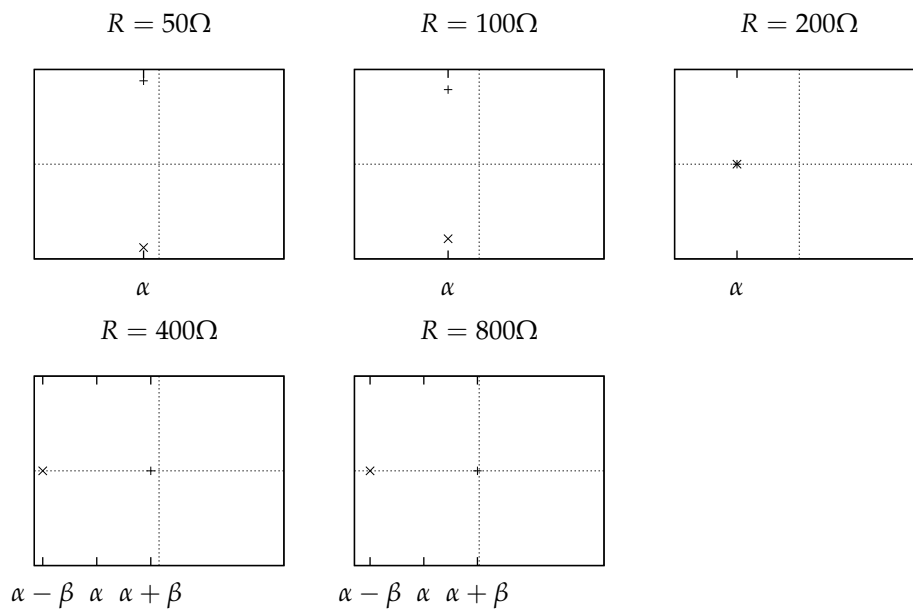 R = 50Ω
R = 100Ω
R = 200Ω
α
α
α
R = 400Ω
R = 800Ω
α − β α α + β
α − β α α + β